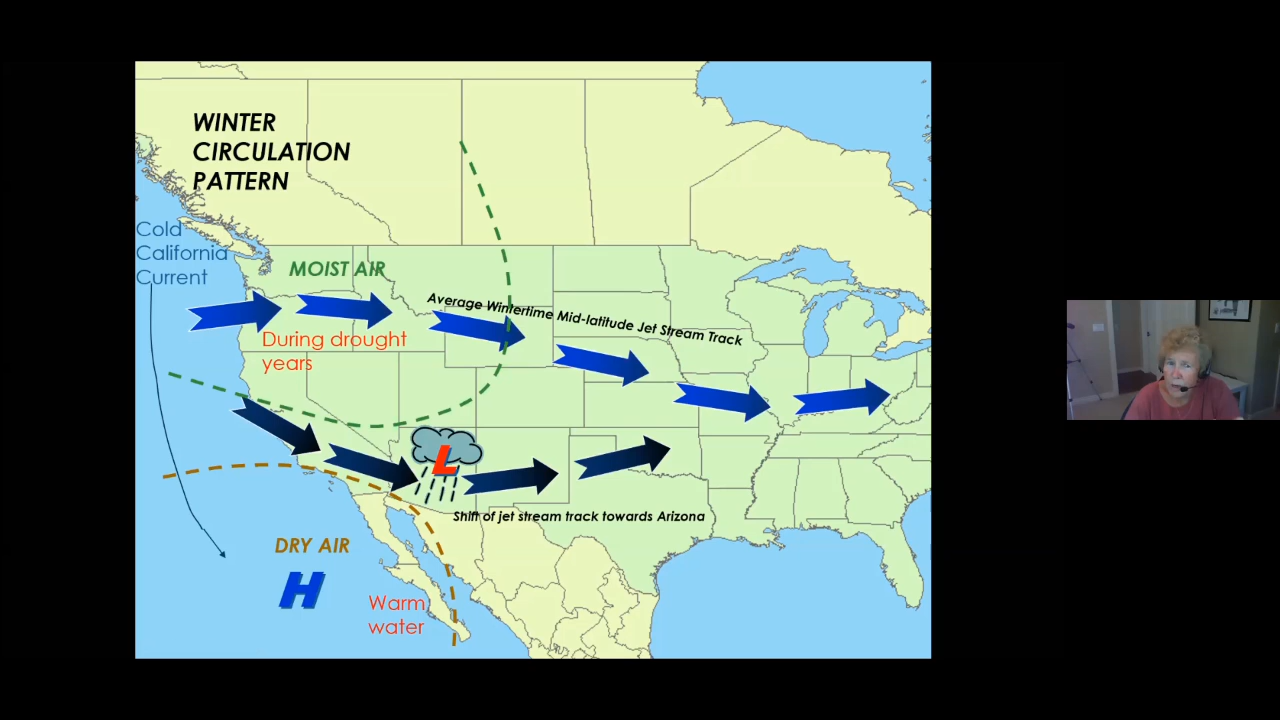 WINTER
CIRCULATION
PATTERN
Cold
California
Current
MOIST AIR
Average Wintertime Mid-latitude Jet Stream Track
During drought
years
L
Shift of jet stream track towards Arizona
DRY AIR
H
Warm
water